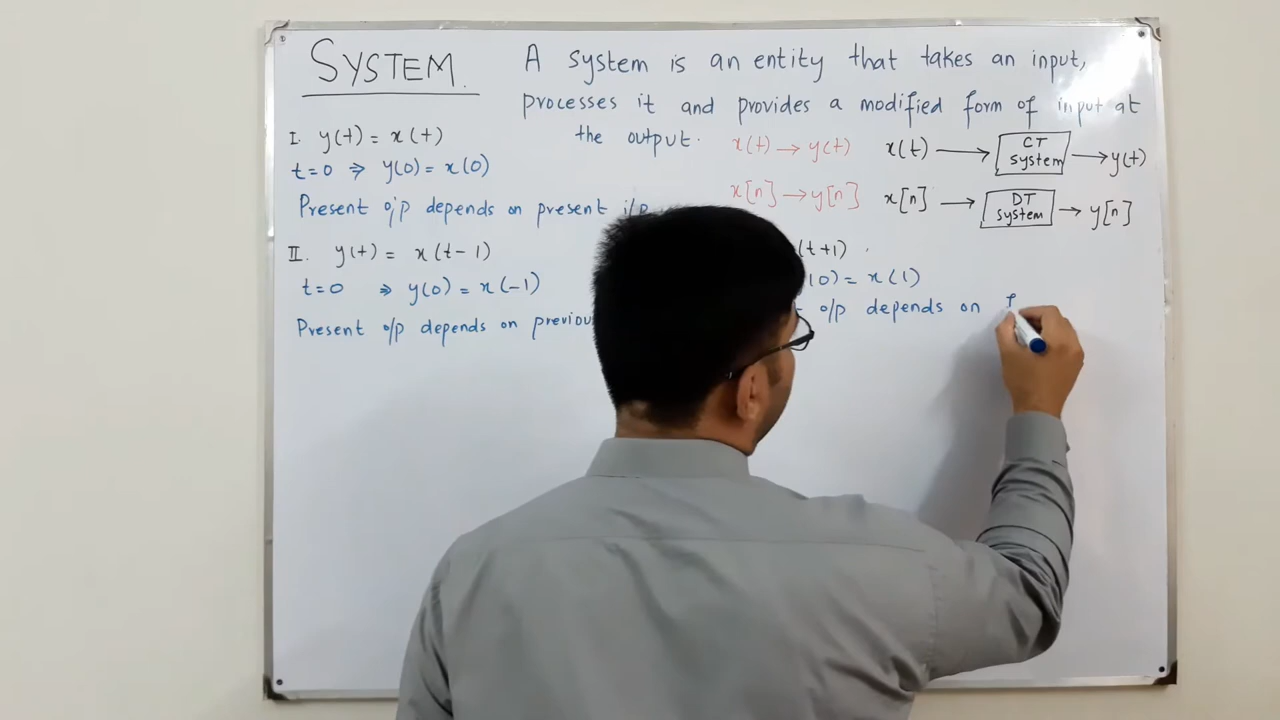 SYSTEM.
A system is an entity that takes an input,
processes it and provides a modified form of input at
the output.
x(t) → y(t)
x[n] → y[n]
x(t) → CT system → y(t)
x[n] → DT system → y[n]
I. y(t) = x(t)
t=0 ⇒ y(0) = x(0)
Present o/p depends on present i/p
II. y(t) = x(t-1)
t=0 ⇒ y(0) = x(-1)
Present o/p depends on
(t+1)
(0) = x(1)
o/p depends on f